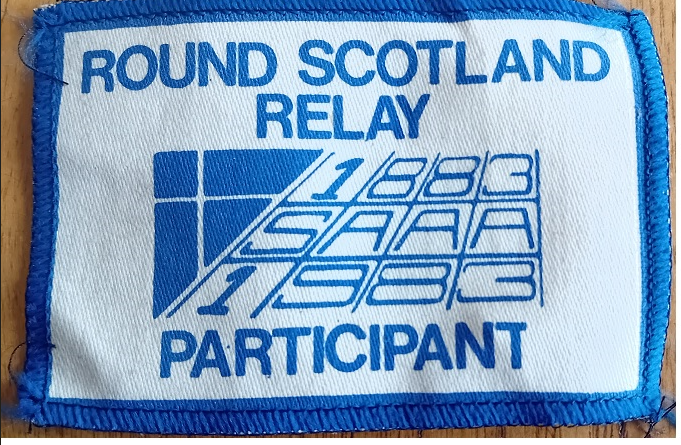 ROUND SCOTLAND
RELAY
1883
SAAA
1983
PARTICIPANT